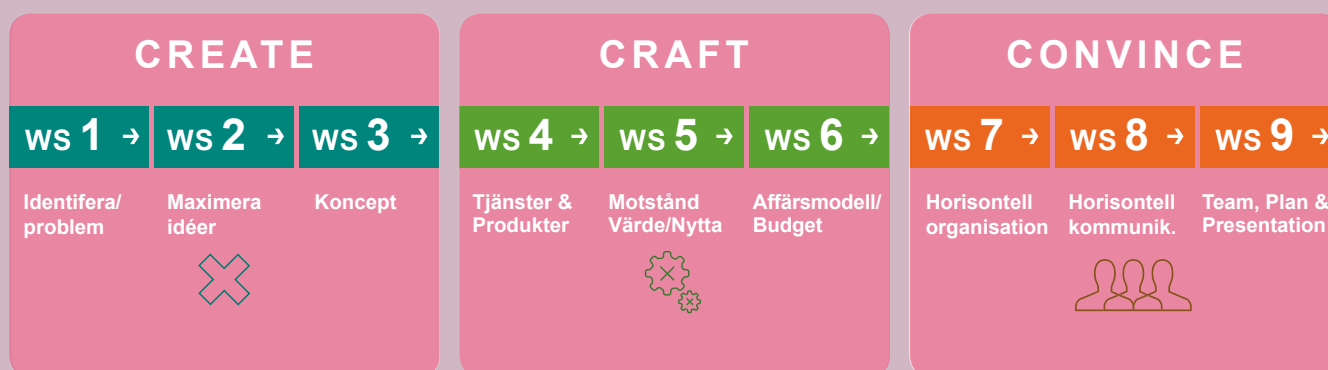 CREATE
WS 1 →
WS 2 →
WS 3 →
Identifera/
problem
Maximera
idéer
Koncept
CRAFT
WS 4 →
WS 5 →
WS 6 →
Tjänster &
Produkter
Motstånd
Värde/Nytta
Affärsmodell/
Budget
CONVINCE
WS 7 →
WS 8 →
WS 9 →
Horisontell
organisation
Horisontell
kommunik.
Team, Plan &
Presentation